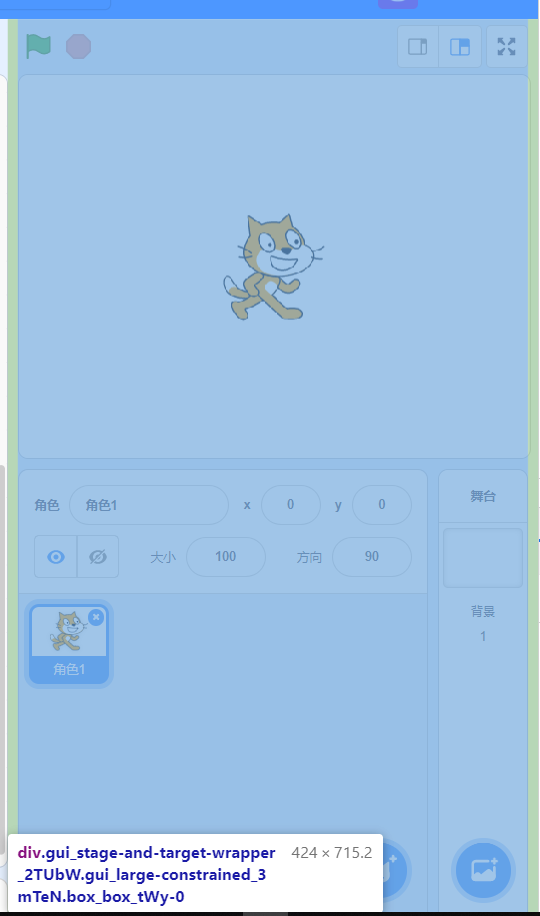 角色 角色1 x 0 y 0
舞台
大小 100 方向 90
背景
1
角色1
div.gui_stage-and-target-wrapper 424 × 715.2
_2TUbW.gui_large-constrained_3
mTeN.box_box_tWy-0